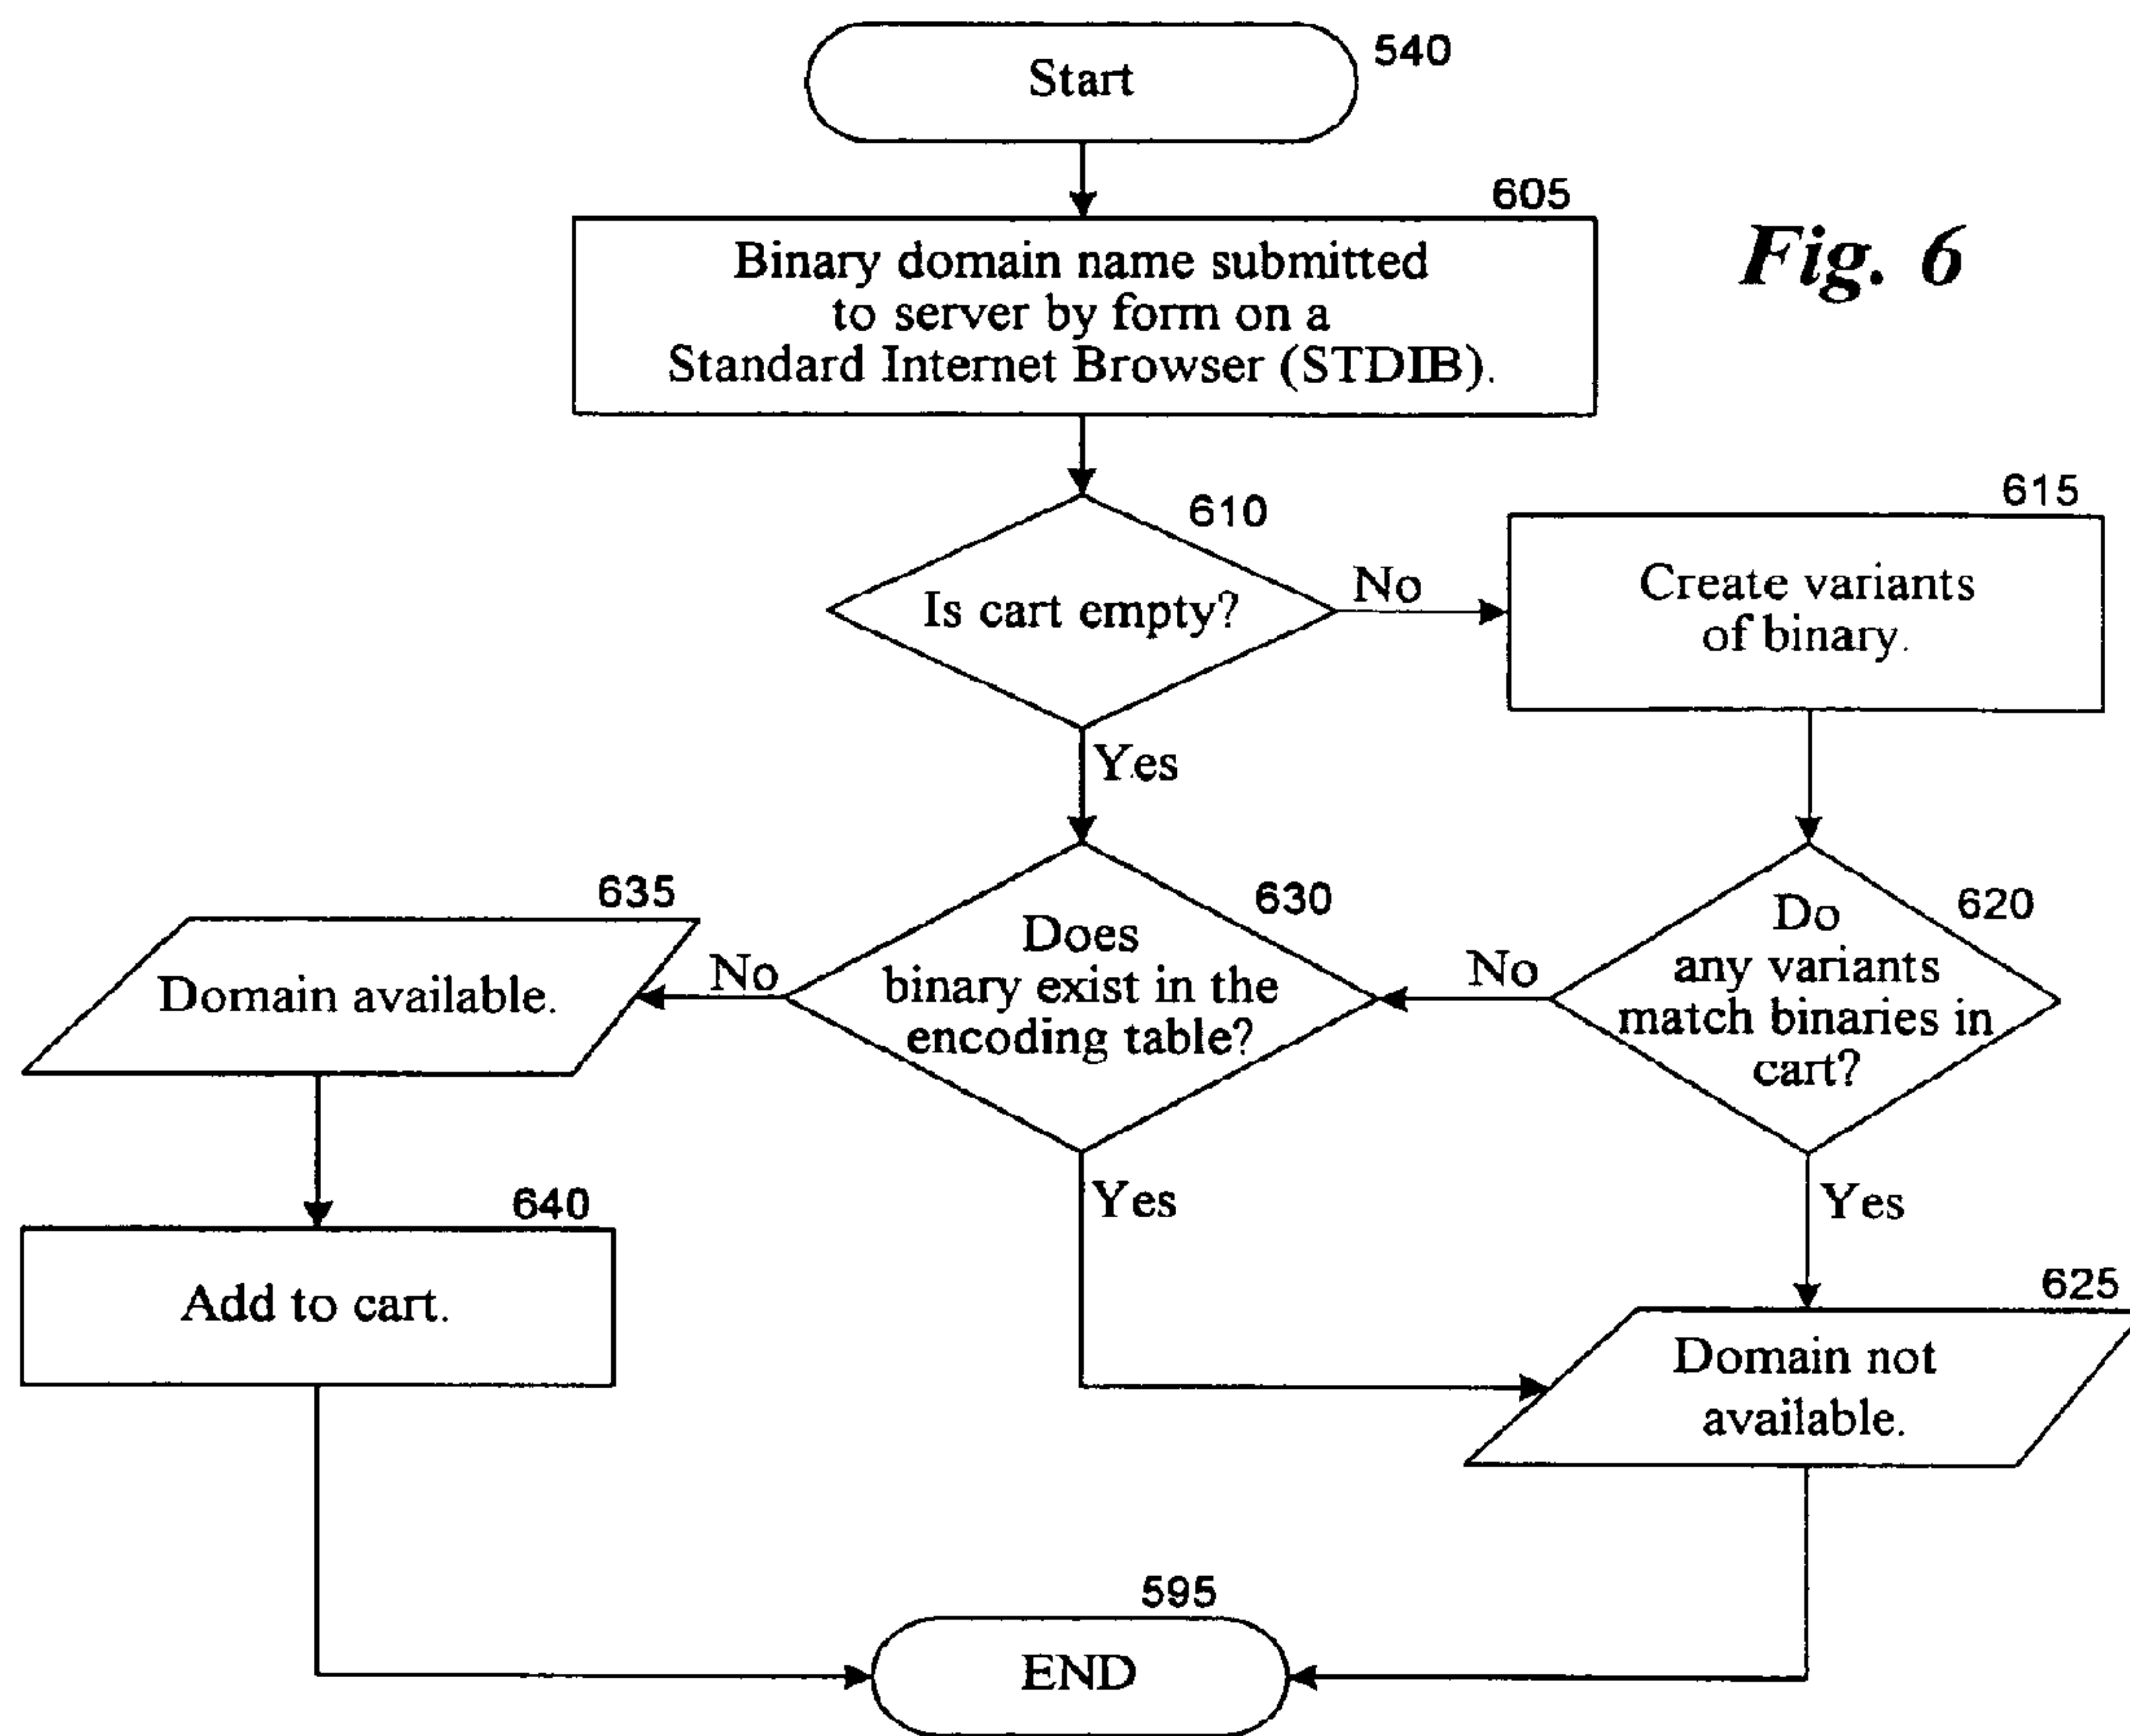 Start
540
605
Binary domain name submitted
to server by form on a
Standard Internet Browser (STDIB).
Fig. 6
610
Is cart empty?
No
615
Create variants
of binary.
Yes
635
Domain available.
No
630
Does
binary exist in the
encoding table?
No
620
Do
any variants
match binaries in
cart?
Yes
Yes
640
Add to cart.
625
Domain not
available.
595
END